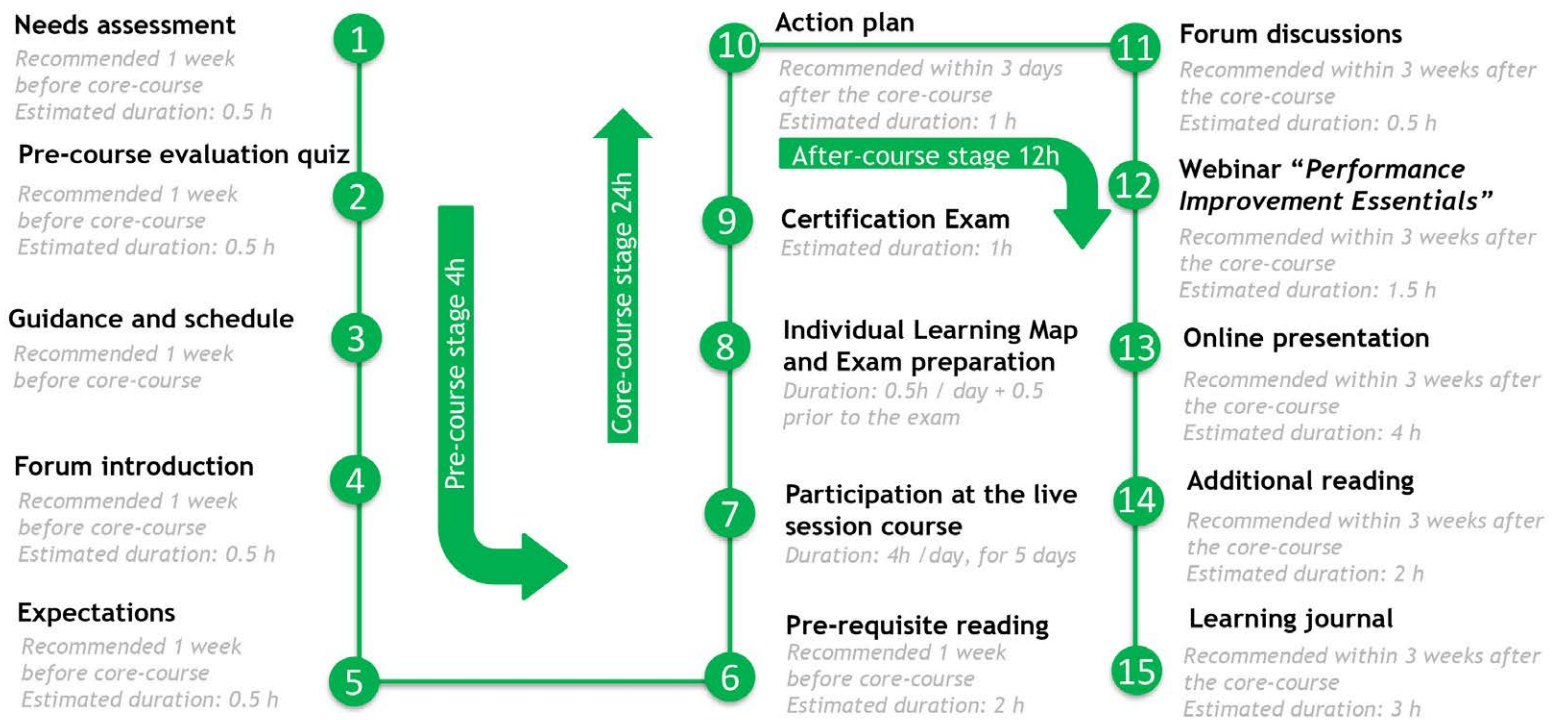 Needs assessment
Recommended 1 week
before core-course
Estimated duration: 0.5 h
1
Pre-course evaluation quiz
Recommended 1 week
before core-course
Estimated duration: 0.5 h
2
Guidance and schedule
Recommended 1 week
before core-course
3
Forum introduction
Recommended 1 week
before core-course
Estimated duration: 0.5 h
4
Expectations
Recommended 1 week
before core-course
Estimated duration: 0.5 h
5
Pre-course stage 4h
Core-course stage 24h
6
Pre-requisite reading
Recommended 1 week
before core-course
Estimated duration: 2 h
7
Participation at the live
session course
Duration: 4h /day, for 5 days
8
Individual Learning Map
and Exam preparation
Duration: 0.5h / day + 0.5
prior to the exam
9
Certification Exam
Estimated duration: 1h
10
Action plan
Recommended within 3 days
after the core-course
Estimated duration: 1 h
After-course stage 12h
11
Forum discussions
Recommended within 3 weeks after
the core-course
Estimated duration: 0.5 h
12
Webinar “Performance
Improvement Essentials”
Recommended within 3 weeks after
the core-course
Estimated duration: 1.5 h
13
Online presentation
Recommended within 3 weeks after
the core-course
Estimated duration: 4 h
14
Additional reading
Recommended within 3 weeks after
the core-course
Estimated duration: 2 h
15
Learning journal
Recommended within 3 weeks after
the core-course
Estimated duration: 3 h